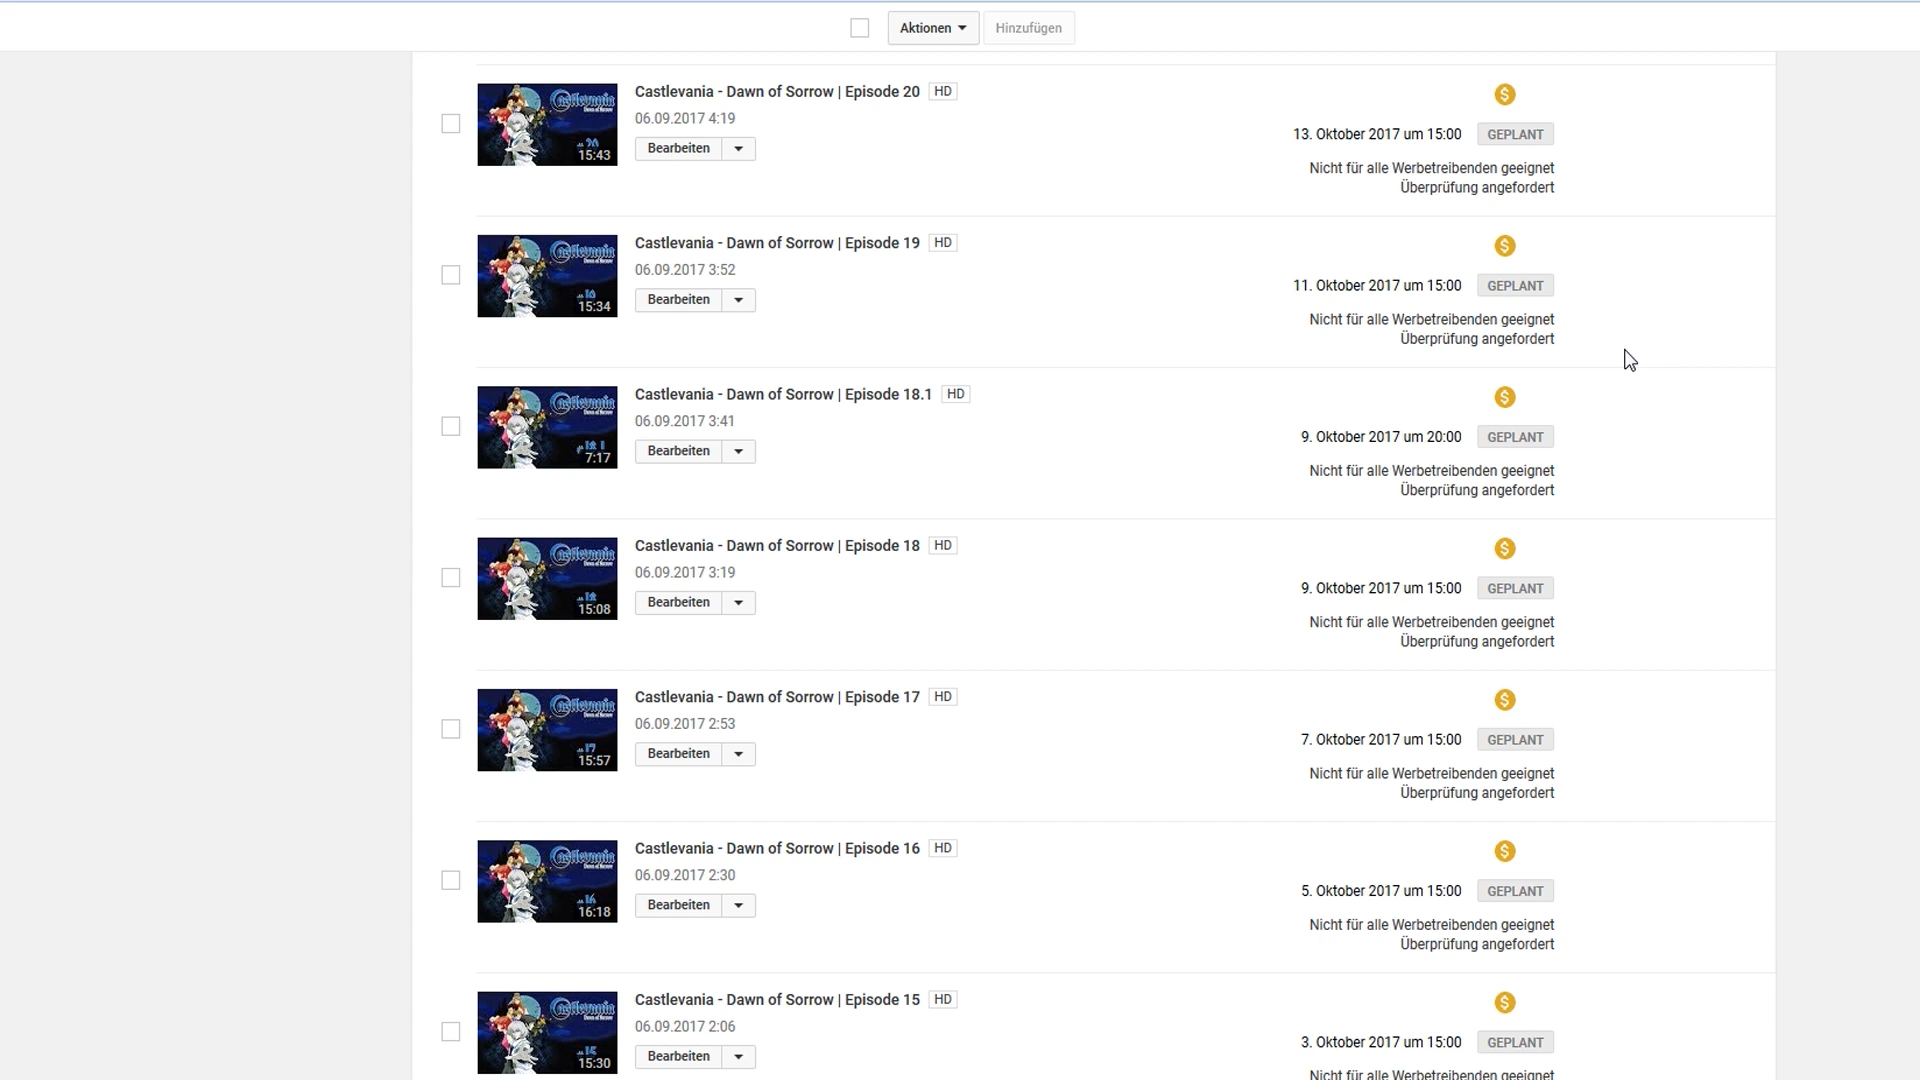 Aktionen
Hinzufügen
Castlevania - Dawn of Sorrow | Episode 20 HD
06.09.2017 4:19
Bearbeiten
15:43
13. Oktober 2017 um 15:00 GEPLANT
Nicht für alle Werbetreibenden geeignet
Überprüfung angefordert
Castlevania - Dawn of Sorrow | Episode 19 HD
06.09.2017 3:52
Bearbeiten
15:34
11. Oktober 2017 um 15:00 GEPLANT
Nicht für alle Werbetreibenden geeignet
Überprüfung angefordert
Castlevania - Dawn of Sorrow | Episode 18.1 HD
06.09.2017 3:41
Bearbeiten
7:17
9. Oktober 2017 um 20:00 GEPLANT
Nicht für alle Werbetreibenden geeignet
Überprüfung angefordert
Castlevania - Dawn of Sorrow | Episode 18 HD
06.09.2017 3:19
Bearbeiten
15:08
9. Oktober 2017 um 15:00 GEPLANT
Nicht für alle Werbetreibenden geeignet
Überprüfung angefordert
Castlevania - Dawn of Sorrow | Episode 17 HD
06.09.2017 2:53
Bearbeiten
15:57
7. Oktober 2017 um 15:00 GEPLANT
Nicht für alle Werbetreibenden geeignet
Überprüfung angefordert
Castlevania - Dawn of Sorrow | Episode 16 HD
06.09.2017 2:30
Bearbeiten
16:18
5. Oktober 2017 um 15:00 GEPLANT
Nicht für alle Werbetreibenden geeignet
Überprüfung angefordert
Castlevania - Dawn of Sorrow | Episode 15 HD
06.09.2017 2:06
Bearbeiten
15:30
3. Oktober 2017 um 15:00 GEPLANT
Nicht für alle Werbetreibenden geeignet